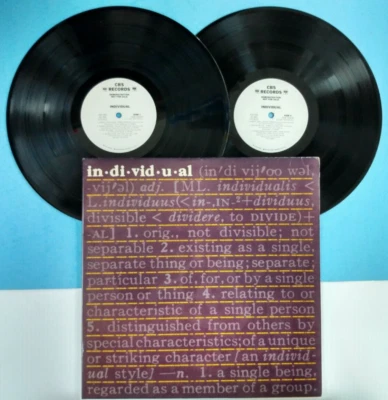 CBS
RECORDS
INDIVIDUAL
CBS
RECORDS
INDIVIDUAL
in·di·vid·u·al (in'di vij'oo wəl,
-vij'əl) adj. [ML. individualis <
L. individuus(<in-, IN-² + dividuus,
divisible < dividere, to DIVIDE)+
-AL] 1. orig., not divisible; not
separable 2. existing as a single,
separate thing or being; separate;
particular 3. of, for, or by a single
person or thing 4. relating to or
characteristic of a single person
5. distinguished from others by
special characteristics; of a unique
or striking character [an individ-
ual style] —n. 1. a single being,
regarded as a member of a group.